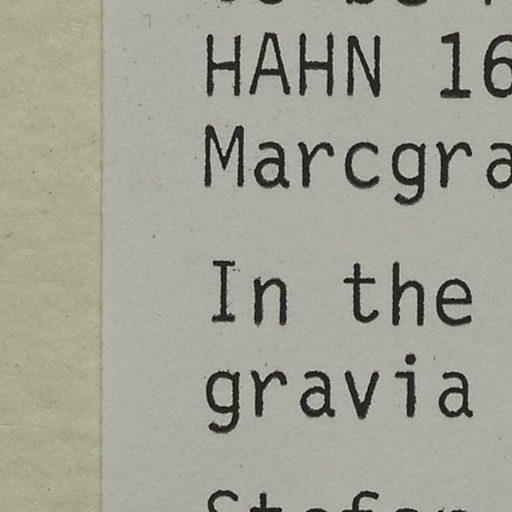 HAHN 16
Marcgra
In the
gravia